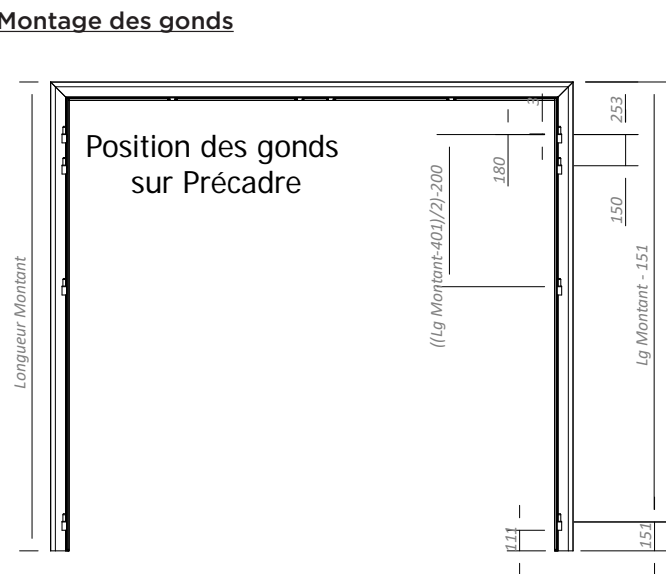 Montage des gonds
Position des gonds
sur Précadre
Longueur Montant
((Lg Montant-401)/2)-200
180
253
150
Lg Montant - 151
111
151